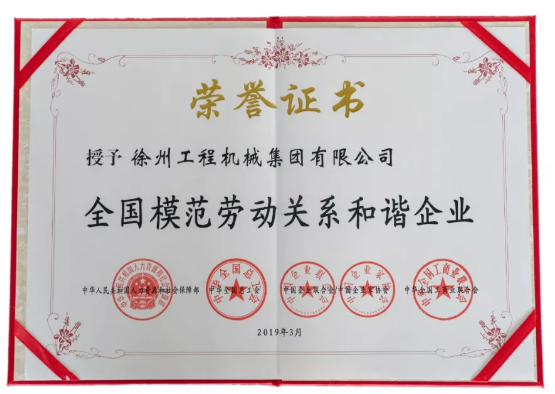 荣誉证书
授予 徐州工程机械集团有限公司
全国模范劳动关系和谐企业
中华人民共和国人力资源和社会保障部 中华全国总工会 中国企业联合会/中国企业家协会 中华全国工商业联合会
2019年3月